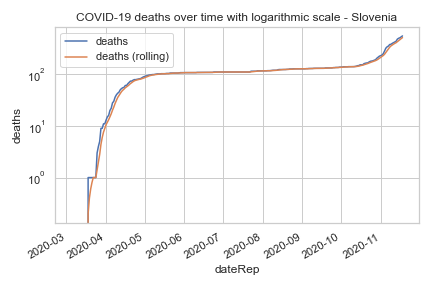 COVID-19 deaths over time with logarithmic scale - Slovenia
deaths
deaths (rolling)
10²
10¹
10⁰
deaths
2020-03
2020-04
2020-05
2020-06
2020-07
2020-08
2020-09
2020-10
2020-11
dateRep